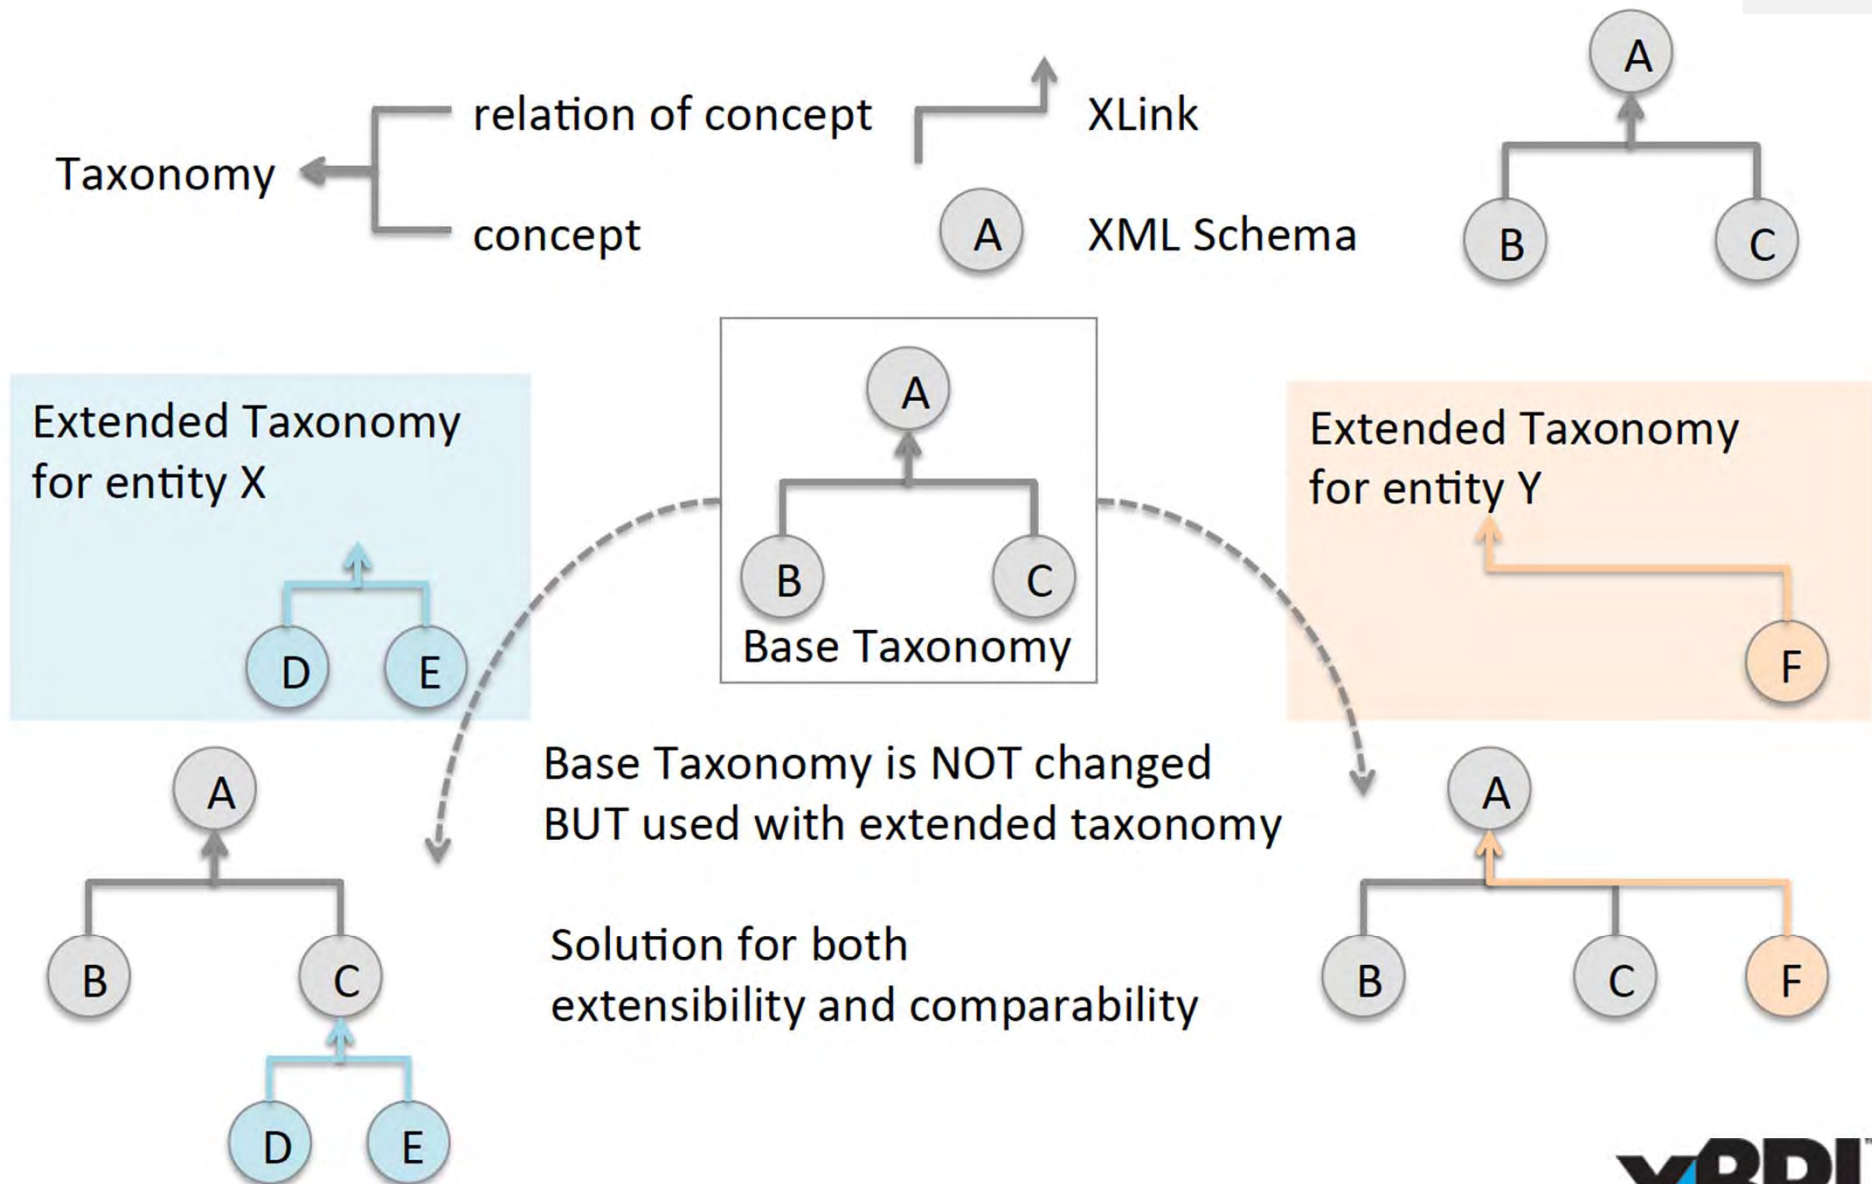 Taxonomy
relation of concept
concept
XLink
A
XML Schema
A
B
C
Extended Taxonomy
for entity X
D
E
A
B
C
Base Taxonomy
Extended Taxonomy
for entity Y
F
Base Taxonomy is NOT changed
BUT used with extended taxonomy
Solution for both
extensibility and comparability
A
B
C
D
E
A
B
C
F